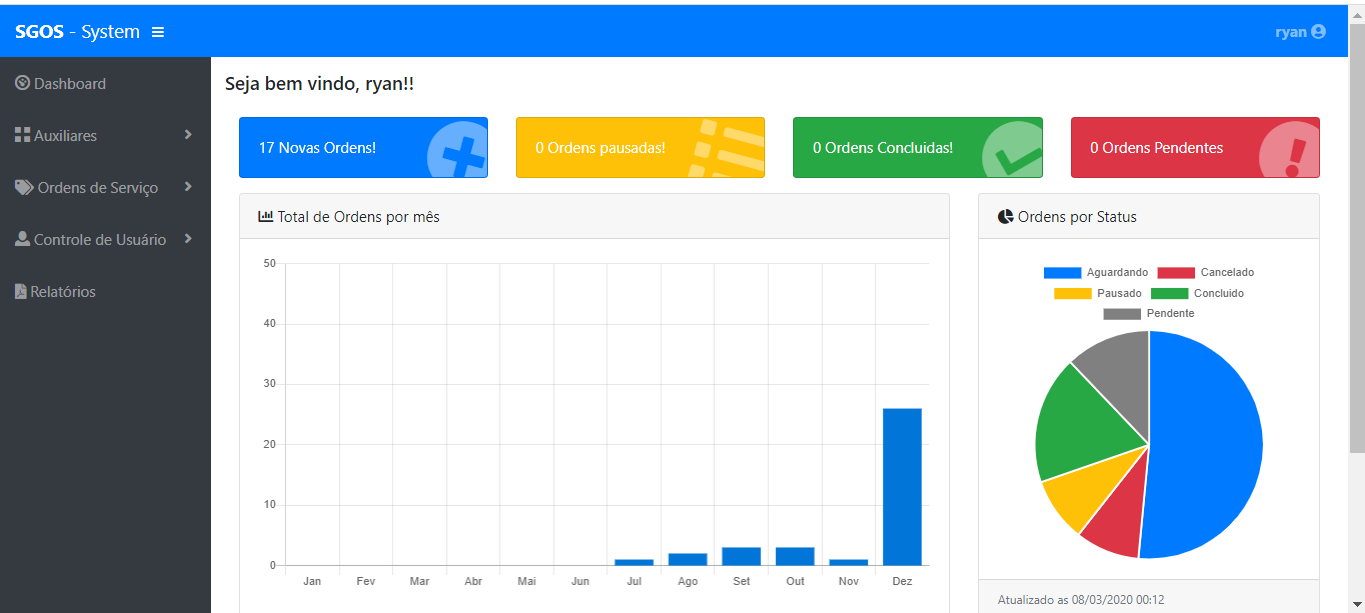 SGOS - System
ryan
Dashboard
Auxiliares
Ordens de Serviço
Controle de Usuário
Relatórios
Seja bem vindo, ryan!!
17 Novas Ordens!
0 Ordens pausadas!
0 Ordens Concluidas!
0 Ordens Pendentes
Total de Ordens por mês
50
40
30
20
10
0
Jan Fev Mar Abr Mai Jun Jul Ago Set Out Nov Dez
Ordens por Status
Aguardando Cancelado
Pausado Concluido
Pendente
Atualizado as 08/03/2020 00:12